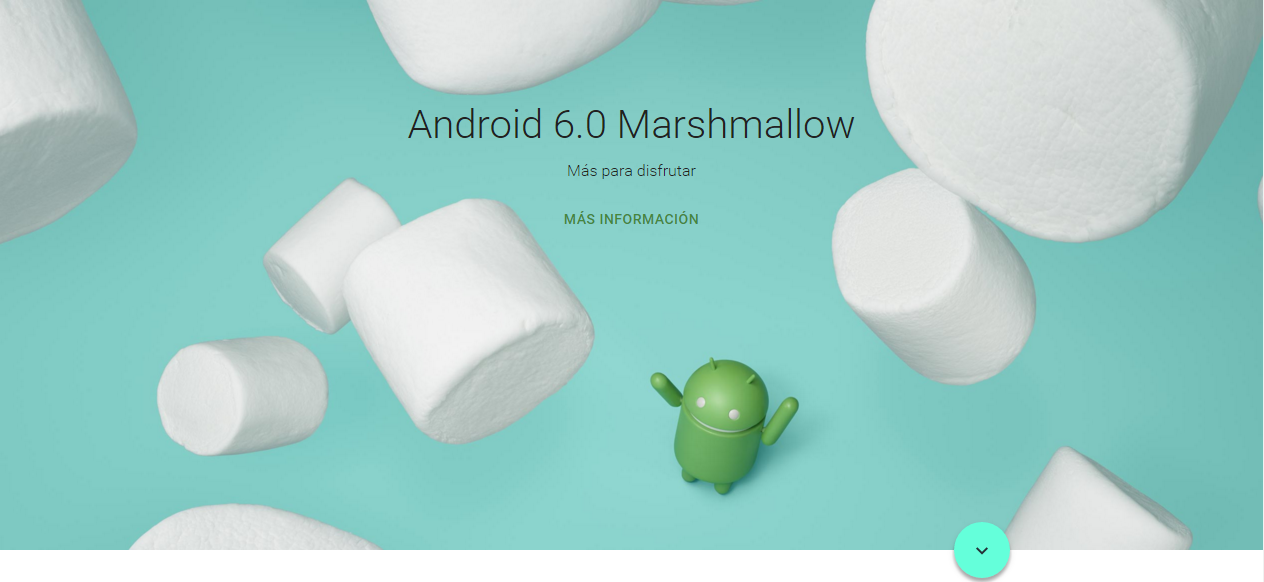 Android 6.0 Marshmallow
Más para disfrutar
MÁS INFORMACIÓN